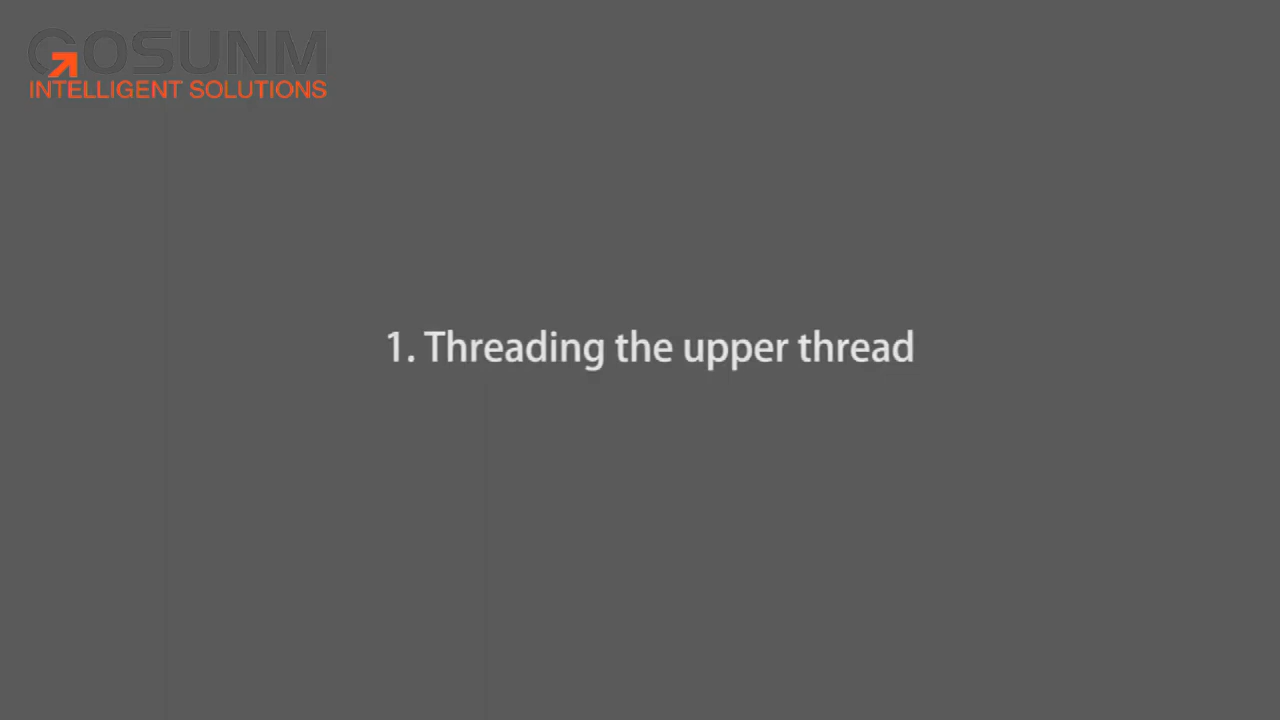 GOSUNM
INTELLIGENT SOLUTIONS
1. Threading the upper thread